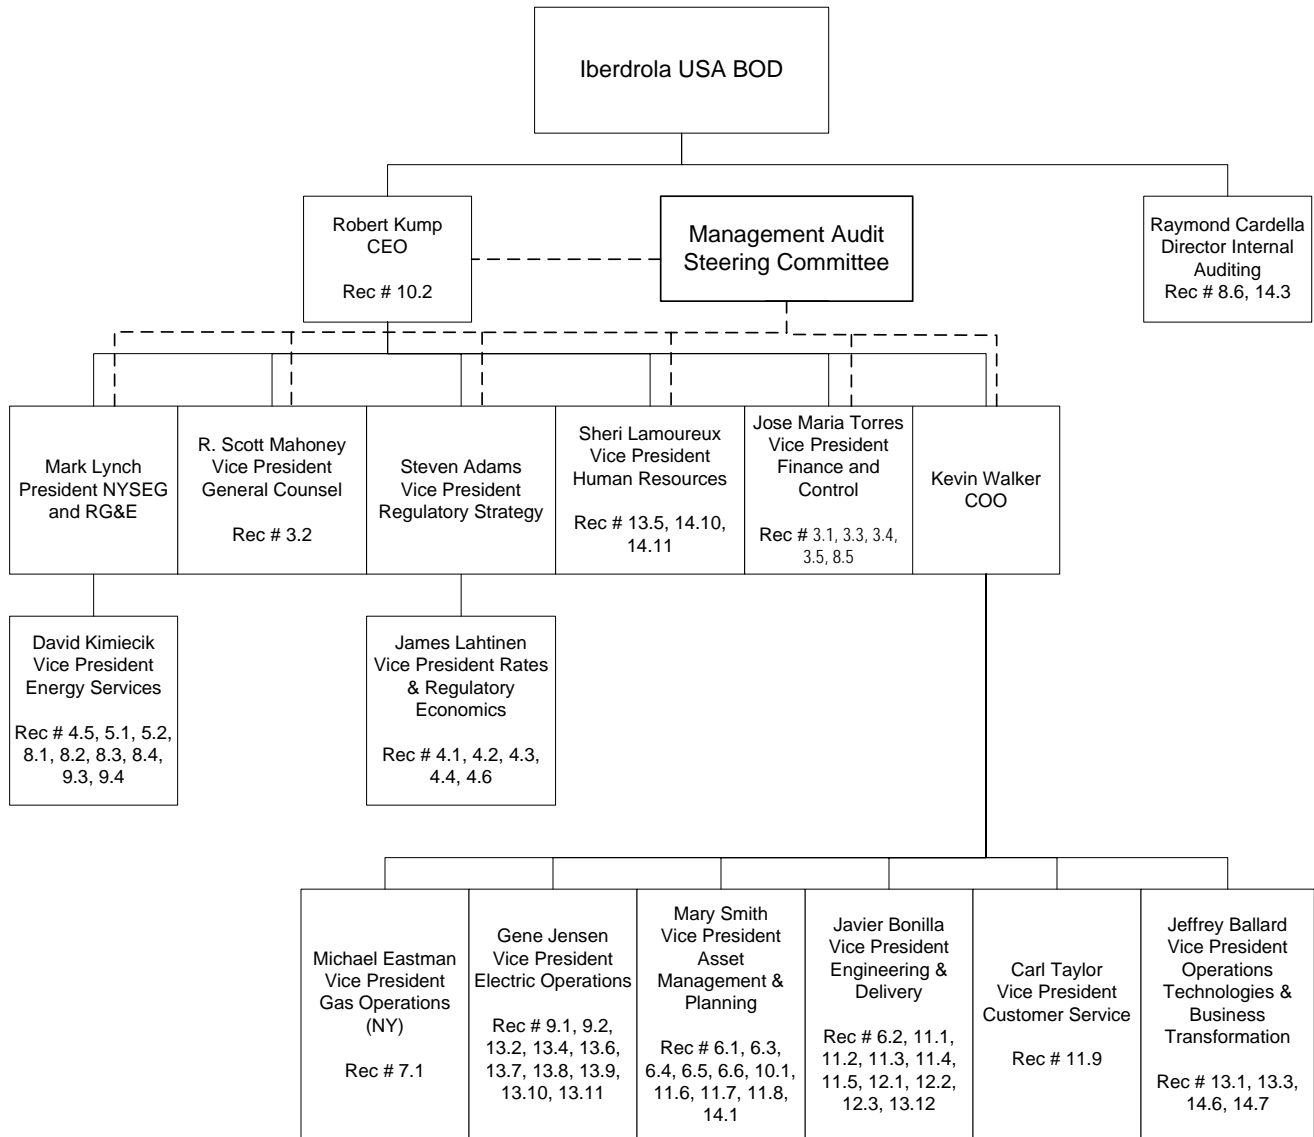 Iberdrola USA BOD
Robert Kump
CEO
Rec # 10.2
Management Audit
Steering Committee
Raymond Cardella
Director Internal
Auditing
Rec # 8.6, 14.3
Mark Lynch
President NYSEG
and RG&E
R. Scott Mahoney
Vice President
General Counsel
Rec # 3.2
Steven Adams
Vice President
Regulatory Strategy
Sheri Lamoureux
Vice President
Human Resources
Rec # 13.5, 14.10,
14.11
Jose Maria Torres
Vice President
Finance and
Control
Rec # 3.1, 3.3, 3.4,
3.5, 8.5
Kevin Walker
COO
David Kimiecik
Vice President
Energy Services
Rec # 4.5, 5.1, 5.2,
8.1, 8.2, 8.3, 8.4,
9.3, 9.4
James Lahtinen
Vice President Rates
& Regulatory
Economics
Rec # 4.1, 4.2, 4.3,
4.4, 4.6
Michael Eastman
Vice President
Gas Operations
(NY)
Rec # 7.1
Gene Jensen
Vice President
Electric Operations
Rec # 9.1, 9.2,
13.2, 13.4, 13.6,
13.7, 13.8, 13.9,
13.10, 13.11
Mary Smith
Vice President
Asset
Management &
Planning
Rec # 6.1, 6.3,
6.4, 6.5, 6.6, 10.1,
11.6, 11.7, 11.8,
14.1
Javier Bonilla
Vice President
Engineering &
Delivery
Rec # 6.2, 11.1,
11.2, 11.3, 11.4,
11.5, 12.1, 12.2,
12.3, 13.12
Carl Taylor
Vice President
Customer Service
Rec # 11.9
Jeffrey Ballard
Vice President
Operations
Technologies &
Business
Transformation
Rec # 13.1, 13.3,
14.6, 14.7